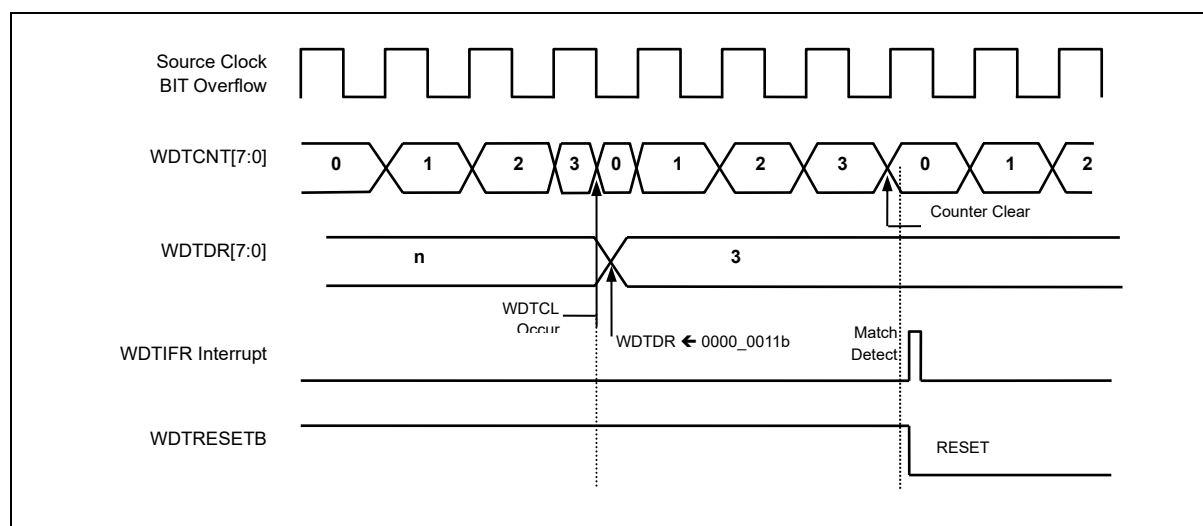 Source Clock
BIT Overflow
WDTCNT[7:0]
0 1 2 3 0 1 2 3 0 1 2
Counter Clear
WDTDR[7:0]
n 3
WDTCL
Occur
WDTDR 🡨 0000_0011b
WDTIFR Interrupt
Match
Detect
WDTRESETB
RESET